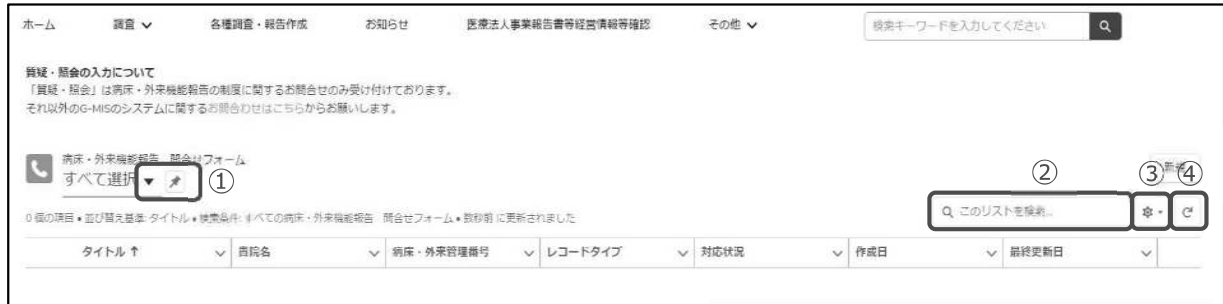 ホーム 調査 各種調査・報告作成 お知らせ 医療法人事業報告書等経営情報等確認 その他 検索キーワードを入力してください
質疑・照会の入力について
「質疑・照会」は病床・外来機能報告の制度に関するお問合せのみ受け付けております。
それ以外のG-MISのシステムに関するお問合わせはこちらからお願いします。
病床・外来機能報告 問合せフォーム
すべて選択 ▼ ① ② ③ ④
このリストを検索...
0 個の項目 • 並び替え基準: タイトル • 検索条件: すべての病床・外来機能報告 問合せフォーム • 数秒前 に更新されました
タイトル ↑ 貴院名 病床・外来管理番号 レコードタイプ 対応状況 作成日 最終更新日